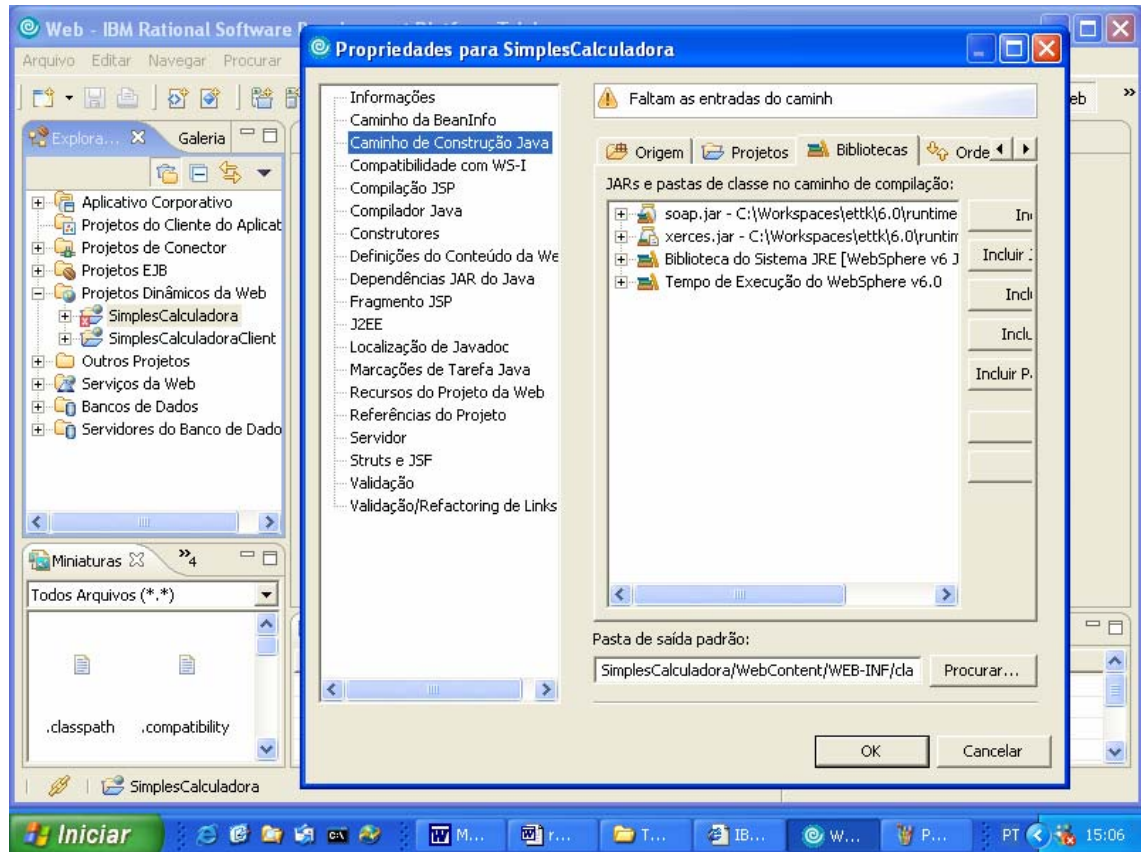 Web - IBM Rational Software
Arquivo Editar Navegar Procurar
eb
Explora...
Galeria
Aplicativo Corporativo
Projetos do Cliente do Aplicat
Projetos de Conector
Projetos EJB
Projetos Dinâmicos da Web
SimplesCalculadora
SimplesCalculadoraClient
Outros Projetos
Serviços da Web
Bancos de Dados
Servidores do Banco de Dado
Miniaturas
4
Todos Arquivos (*.*)
.classpath .compatibility
SimplesCalculadora
Propriedades para SimplesCalculadora
Informações
Caminho da BeanInfo
Caminho de Construção Java
Compatibilidade com WS-I
Compilação JSP
Compilador Java
Construtores
Definições do Conteúdo da We
Dependências JAR do Java
Fragmento JSP
J2EE
Localização de Javadoc
Marcações de Tarefa Java
Recursos do Projeto da Web
Referências do Projeto
Servidor
Struts e JSF
Validação
Validação/Refactoring de Links
Faltam as entradas do caminh
Origem Projetos Bibliotecas Orde
JARs e pastas de classe no caminho de compilação:
soap.jar - C:\Workspaces\ettk\6.0\runtime
xerces.jar - C:\Workspaces\ettk\6.0\runtim
Biblioteca do Sistema JRE [WebSphere v6 J
Tempo de Execução do WebSphere v6.0
In
Incluir J
Incl
Inclu
Incluir P
Pasta de saída padrão:
SimplesCalculadora/WebContent/WEB-INF/cla
Procurar...
OK
Cancelar
Iniciar
M...
r...
T...
IB...
W...
P...
PT
15:06